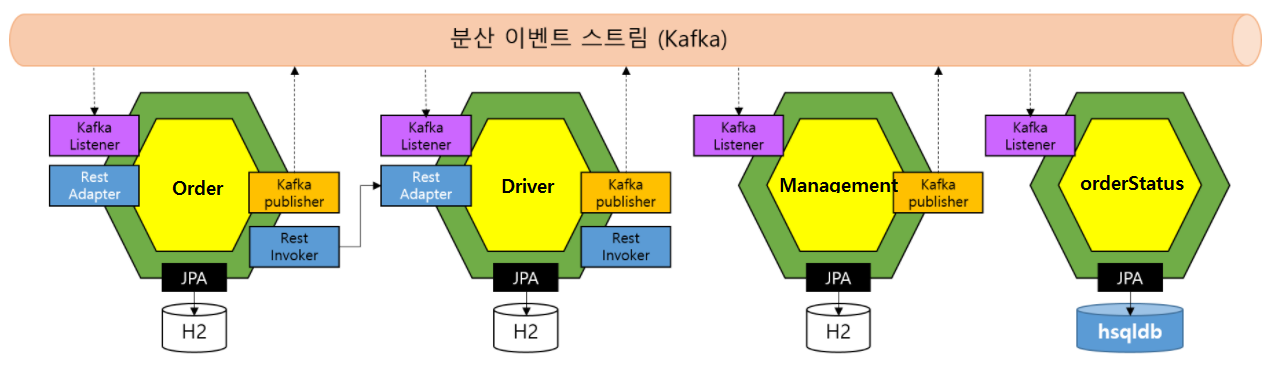 분산 이벤트 스트림 (Kafka)
Kafka
Listener
Rest
Adapter
Order
Kafka
publisher
Rest
Invoker
JPA
H2
Kafka
Listener
Rest
Adapter
Driver
Kafka
publisher
Rest
Invoker
JPA
H2
Kafka
Listener
Management
Kafka
publisher
JPA
H2
Kafka
Listener
orderStatus
JPA
hsqldb